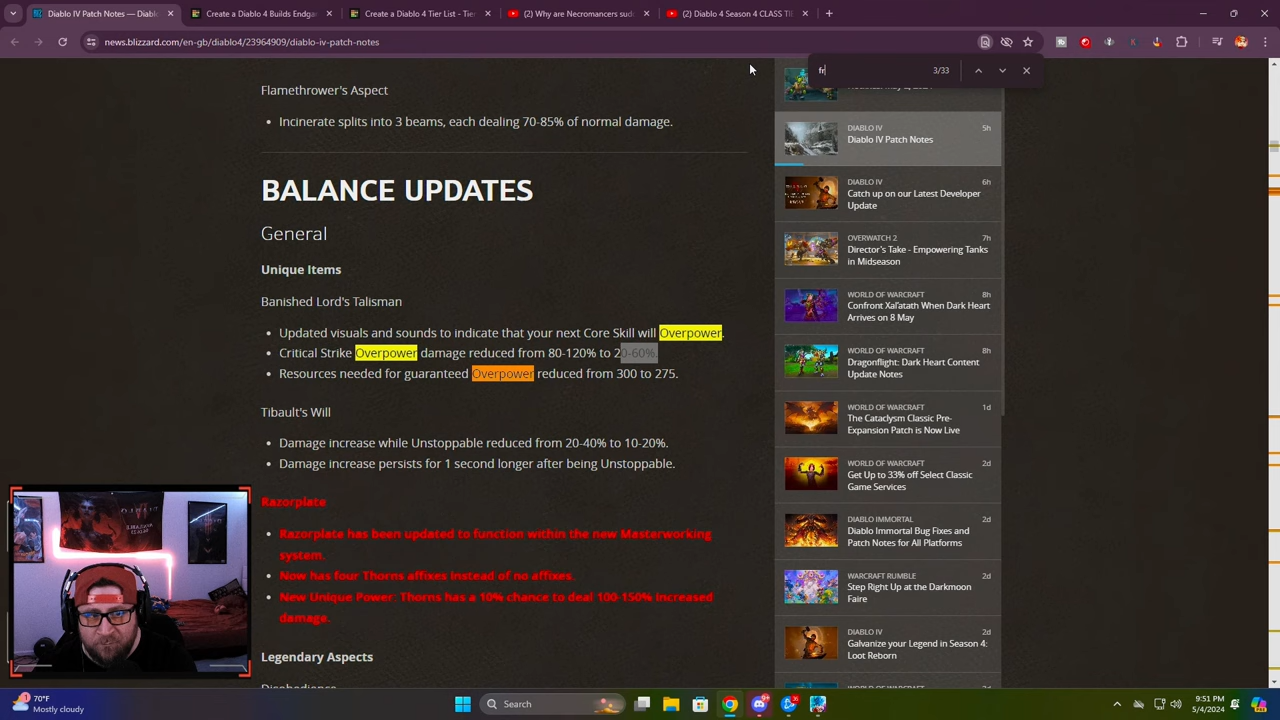 Diablo IV Patch Notes — Diablo
Create a Diablo 4 Builds Endga
Create a Diablo 4 Tier List - Tier
(2) Why are Necromancers sud
(2) Diablo 4 Season 4 CLASS TIE
news.blizzard.com/en-gb/diablo4/23964909/diablo-iv-patch-notes
fr
3/33
Flamethrower's Aspect
• Incinerate splits into 3 beams, each dealing 70-85% of normal damage.
BALANCE UPDATES
General
Unique Items
Banished Lord's Talisman
• Updated visuals and sounds to indicate that your next Core Skill will Overpower.
• Critical Strike Overpower damage reduced from 80-120% to 20-60%.
• Resources needed for guaranteed Overpower reduced from 300 to 275.
Tibault's Will
• Damage increase while Unstoppable reduced from 20-40% to 10-20%.
• Damage increase persists for 1 second longer after being Unstoppable.
Razorplate
• Razorplate has been updated to function within the new Masterworking
system.
• Now has four Thorns affixes instead of no affixes.
• New Unique Power: Thorns has a 10% chance to deal 100-150% increased
damage.
Legendary Aspects
Disobedience
DIABLO IV 5h
Diablo IV Patch Notes
DIABLO IV 6h
Catch up on our Latest Developer
Update
OVERWATCH 2 7h
Director's Take - Empowering Tanks
in Midseason
WORLD OF WARCRAFT 8h
Confront Xal'atath When Dark Heart
Arrives on 8 May
WORLD OF WARCRAFT 8h
Dragonflight: Dark Heart Content
Update Notes
WORLD OF WARCRAFT 1d
The Cataclysm Classic Pre-
Expansion Patch is Now Live
WORLD OF WARCRAFT 2d
Get Up to 33% off Select Classic
Game Services
DIABLO IMMORTAL 2d
Diablo Immortal Bug Fixes and
Patch Notes for All Platforms
WARCRAFT RUMBLE 2d
Step Right Up at the Darkmoon
Faire
DIABLO IV 2d
Galvanize your Legend in Season 4:
Loot Reborn
70°F
Mostly cloudy
Search
9:51 PM
5/4/2024